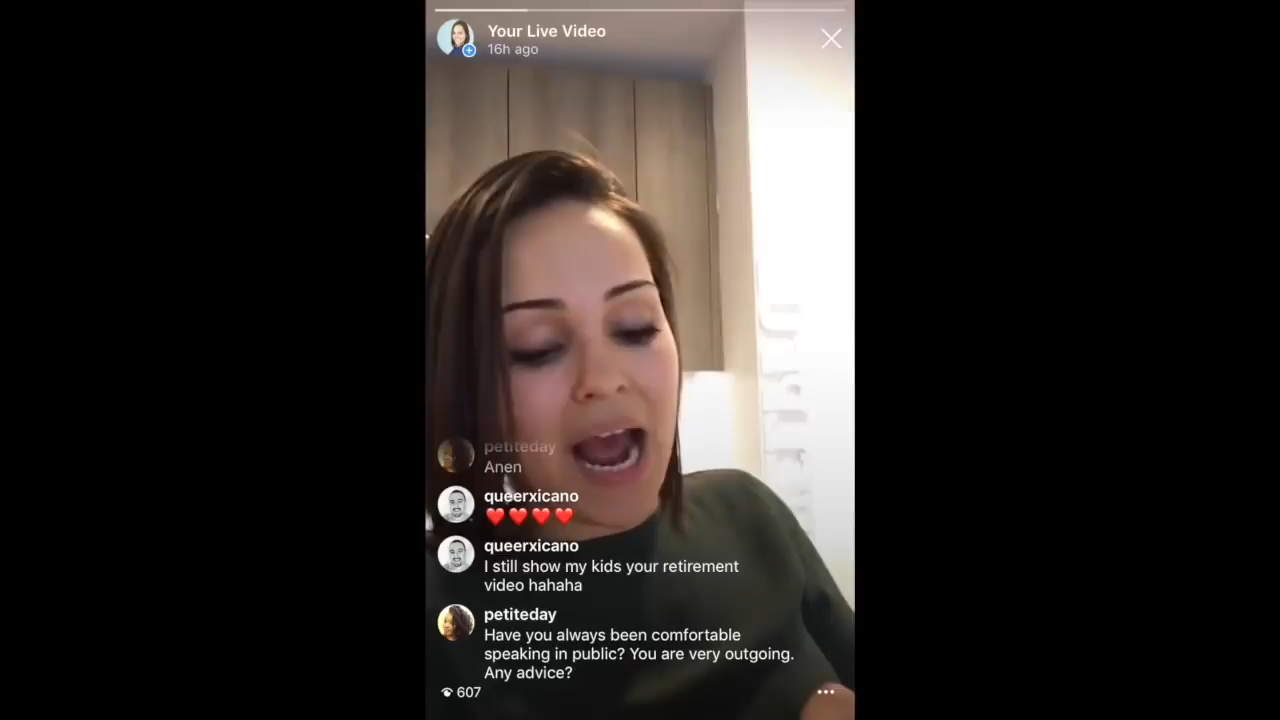 Your Live Video
16h ago
petiteday
Anen
queerxicano
❤️❤️❤️❤️
queerxicano
I still show my kids your retirement
video hahaha
petiteday
Have you always been comfortable
speaking in public? You are very outgoing.
Any advice?
607